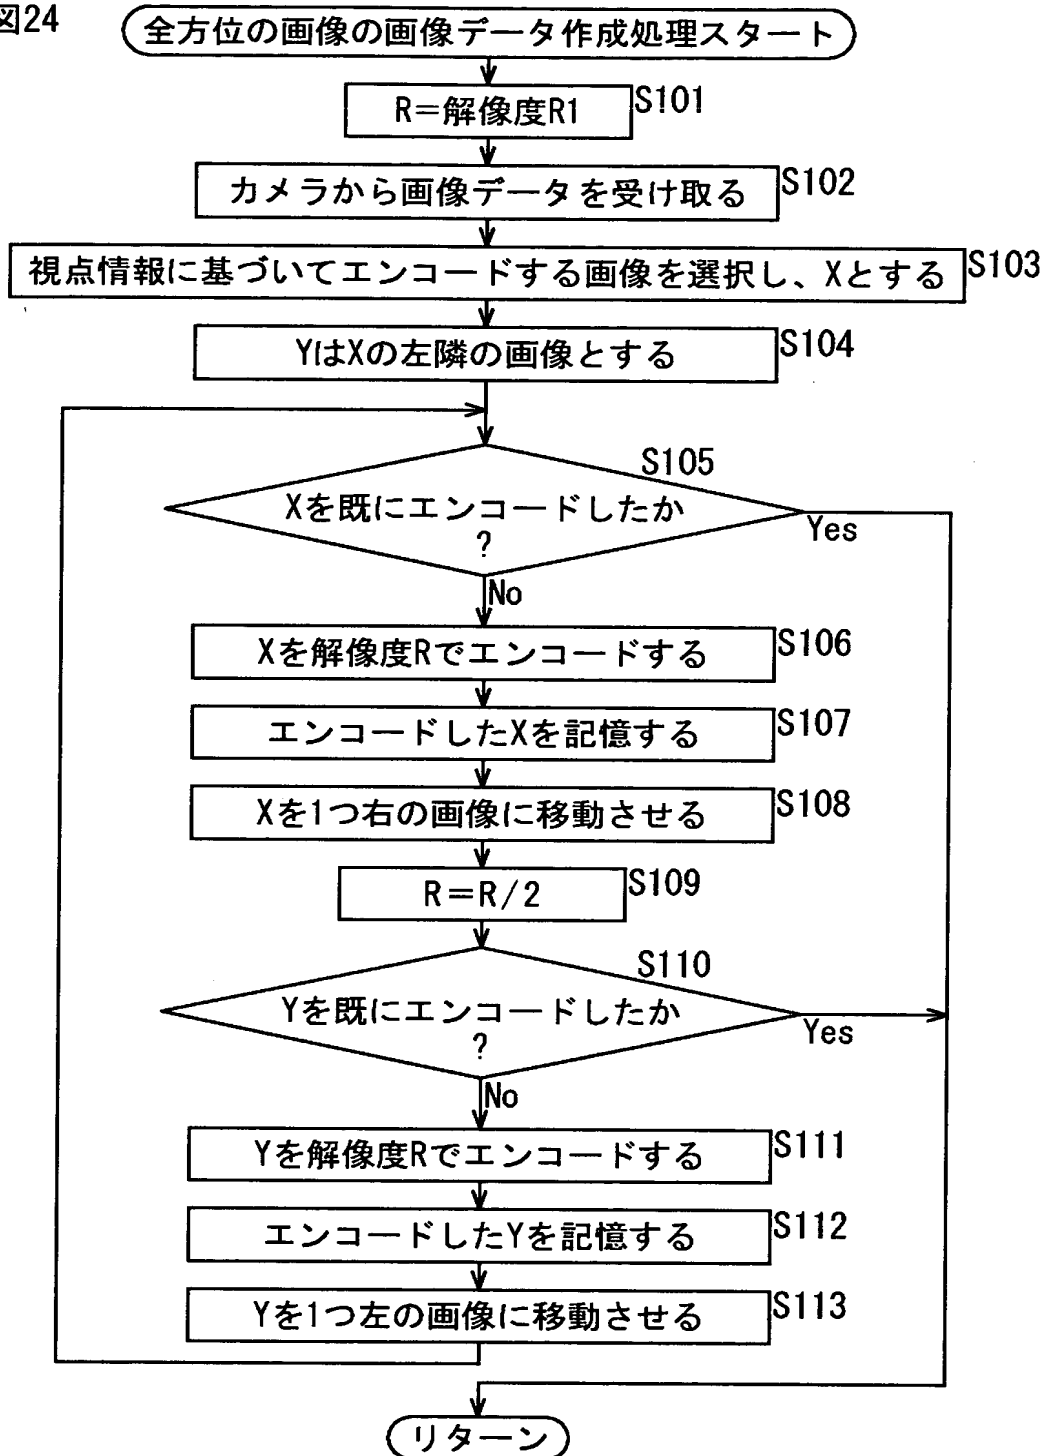 図24
全方位の画像の画像データ作成処理スタート
R=解像度R1
S101
カメラから画像データを受け取る
S102
視点情報に基づいてエンコードする画像を選択し、Xとする
S103
YはXの左隣の画像とする
S104
S105
Xを既にエンコードしたか
?
Yes
No
Xを解像度Rでエンコードする
S106
エンコードしたXを記憶する
S107
Xを1つ右の画像に移動させる
S108
R=R/2
S109
S110
Yを既にエンコードしたか
?
Yes
No
Yを解像度Rでエンコードする
S111
エンコードしたYを記憶する
S112
Yを1つ左の画像に移動させる
S113
リターン